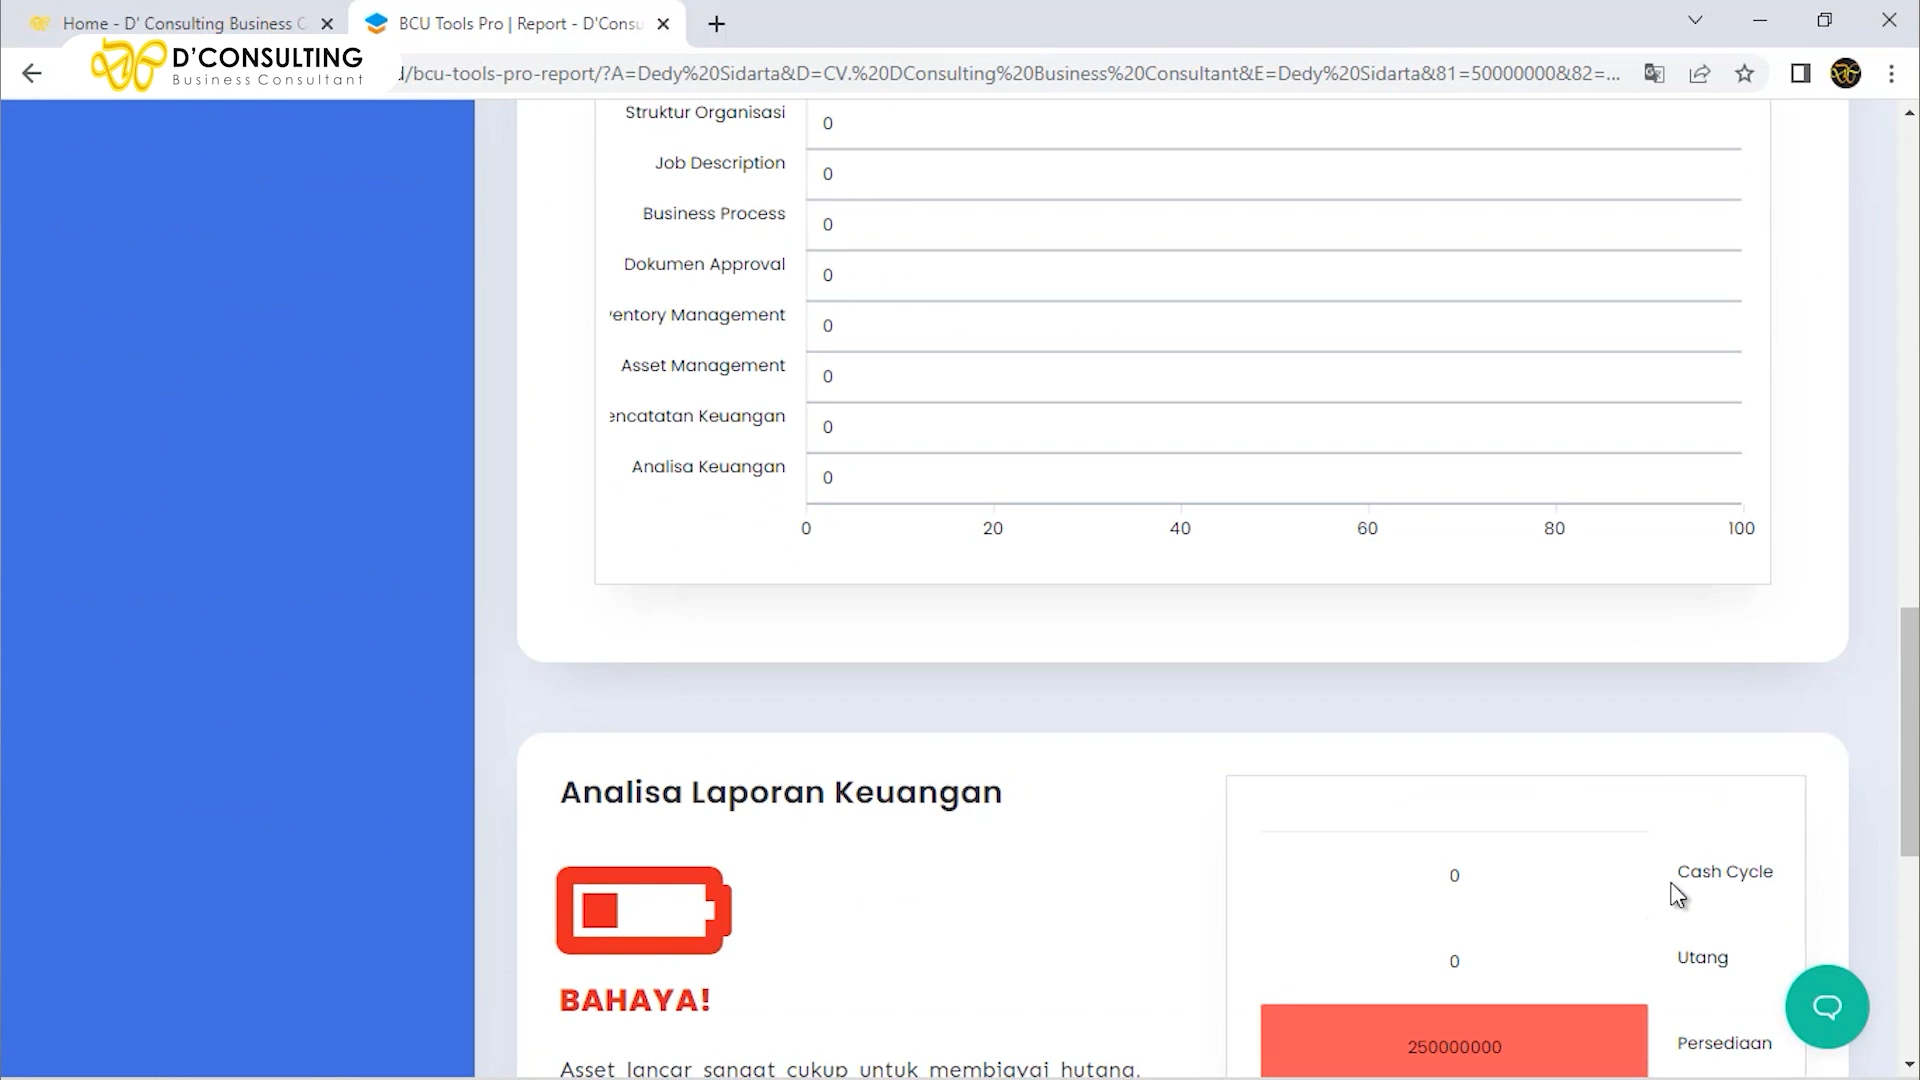 Home - D' Consulting Business C
BCU Tools Pro | Report - D'Consu
D'CONSULTING
Business Consultant
/bcu-tools-pro-report/?A=Dedy%20Sidarta&D=CV.%20DConsulting%20Business%20Consultant&E=Dedy%20Sidarta&81=50000000&82=...
Struktur Organisasi 0
Job Description 0
Business Process 0
Dokumen Approval 0
ventory Management 0
Asset Management 0
encatatan Keuangan 0
Analisa Keuangan 0
0 20 40 60 80 100
Analisa Laporan Keuangan
0 Cash Cycle
0 Utang
BAHAYA!
250000000 Persediaan
Asset lancar sangat cukup untuk membiayai hutang.